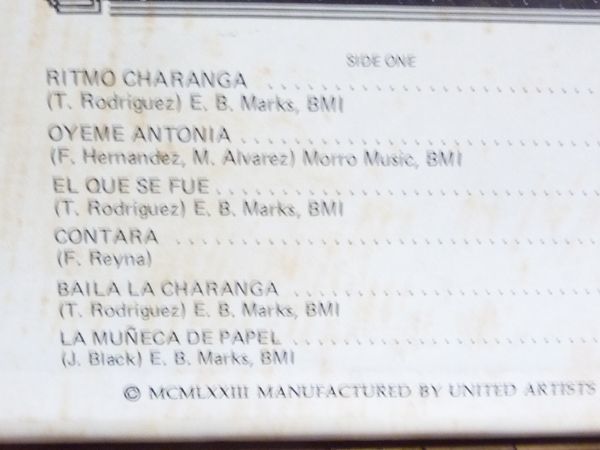 SIDE ONE
RITMO CHARANGA . . . . . . . . . . . . . . . . . . . . . . . . . .
(T. Rodriguez) E. B. Marks, BMI
OYEME ANTONIA . . . . . . . . . . . . . . . . . . . . . . . . . . . .
(F. Hernandez, M. Alvarez) Morro Music, BMI
EL QUE SE FUE . . . . . . . . . . . . . . . . . . . . . . . . . . . . .
(T. Rodriguez) E. B. Marks, BMI
CONTARA . . . . . . . . . . . . . . . . . . . . . . . . . . . . . . . .
(F. Reyna)
BAILA LA CHARANGA . . . . . . . . . . . . . . . . . . . . . . . .
(T. Rodriguez) E. B. Marks, BMI
LA MUÑECA DE PAPEL . . . . . . . . . . . . . . . . . . . . . . .
(J. Black) E. B. Marks, BMI
© MCMLXXIII MANUFACTURED BY UNITED ARTISTS